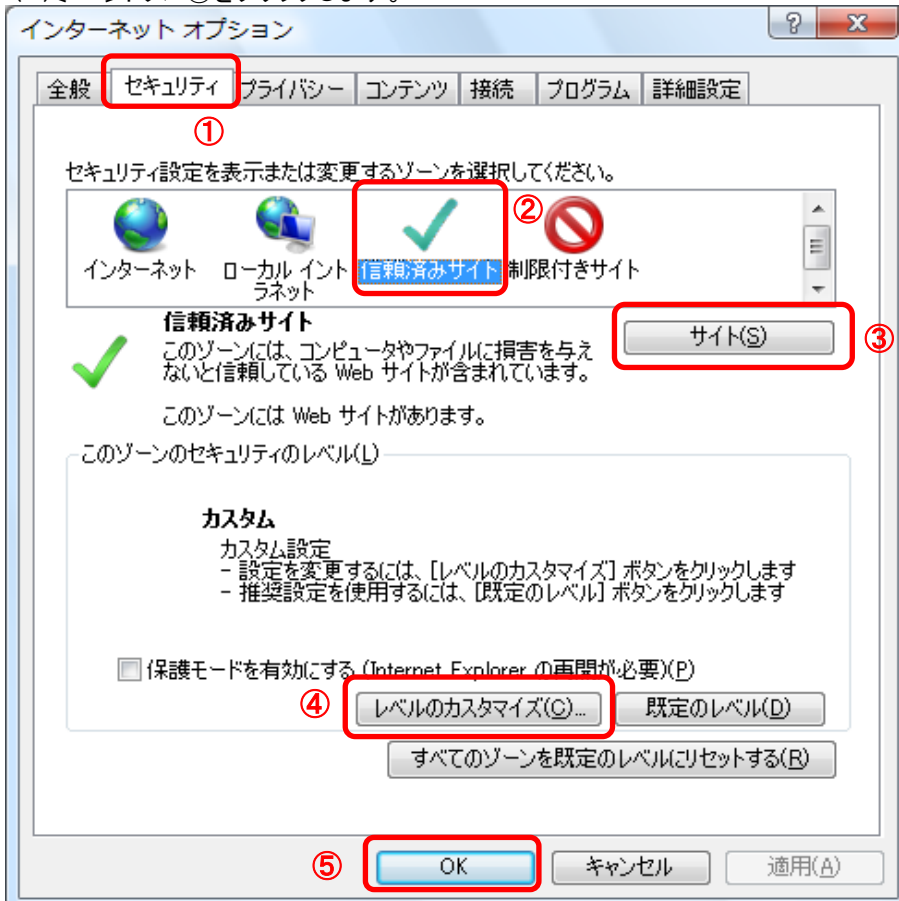 インターネット オプション
全般 セキュリティ プライバシー コンテンツ 接続 プログラム 詳細設定
①
セキュリティ設定を表示または変更するゾーンを選択してください。
②
インターネット ローカル イントラネット 信頼済みサイト 制限付きサイト
信頼済みサイト
サイト(S)
③
このゾーンには、コンピュータやファイルに損害を与え
ないと信頼している Web サイトが含まれています。
このゾーンには Web サイトがあります。
このゾーンのセキュリティのレベル(L)
カスタム
カスタム設定
- 設定を変更するには、[レベルのカスタマイズ] ボタンをクリックします
- 推奨設定を使用するには、[既定のレベル] ボタンをクリックします
保護モードを有効にする (Internet Explorer の再開が必要)(P)
④ レベルのカスタマイズ(C)... 既定のレベル(D)
すべてのゾーンを既定のレベルにリセットする(R)
⑤ OK キャンセル 適用(A)